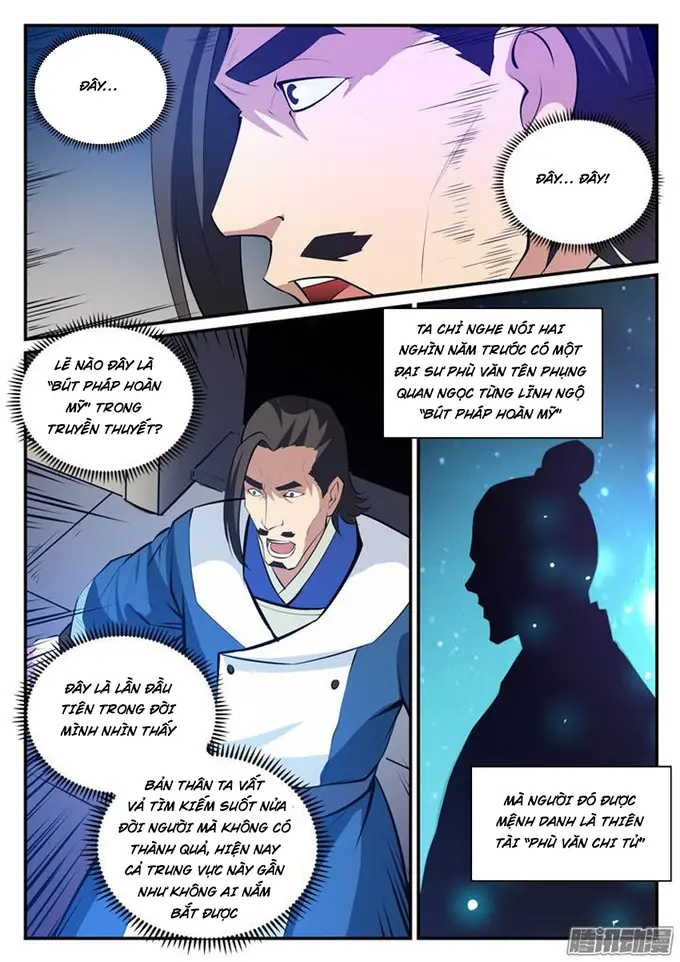 ĐÂY...
ĐÂY... ĐÂY!
LẼ NÀO ĐÂY LÀ
"BÚT PHÁP HOÀN
MỸ" TRONG
TRUYỀN THUYẾT?
TA CHỈ NGHE NÓI HAI
NGHÌN NĂM TRƯỚC CÓ MỘT
ĐẠI SƯ PHÙ VĂN TÊN PHỤNG
QUAN NGỌC TỪNG LĨNH NGỘ
"BÚT PHÁP HOÀN MỸ"
ĐÂY LÀ LẦN ĐẦU
TIÊN TRONG ĐỜI
MÌNH NHÌN THẤY
BẢN THÂN TA VẤT
VẢ TÌM KIẾM SUỐT NỬA
ĐỜI NGƯỜI MÀ KHÔNG CÓ
THÀNH QUẢ, HIỆN NAY
CẢ TRUNG VỰC NÀY GẦN
NHƯ KHÔNG AI NẮM
BẮT ĐƯỢC
MÀ NGƯỜI ĐÓ ĐƯỢC
MỆNH DANH LÀ THIÊN
TÀI "PHÙ VĂN CHI TỬ"
腾讯动漫